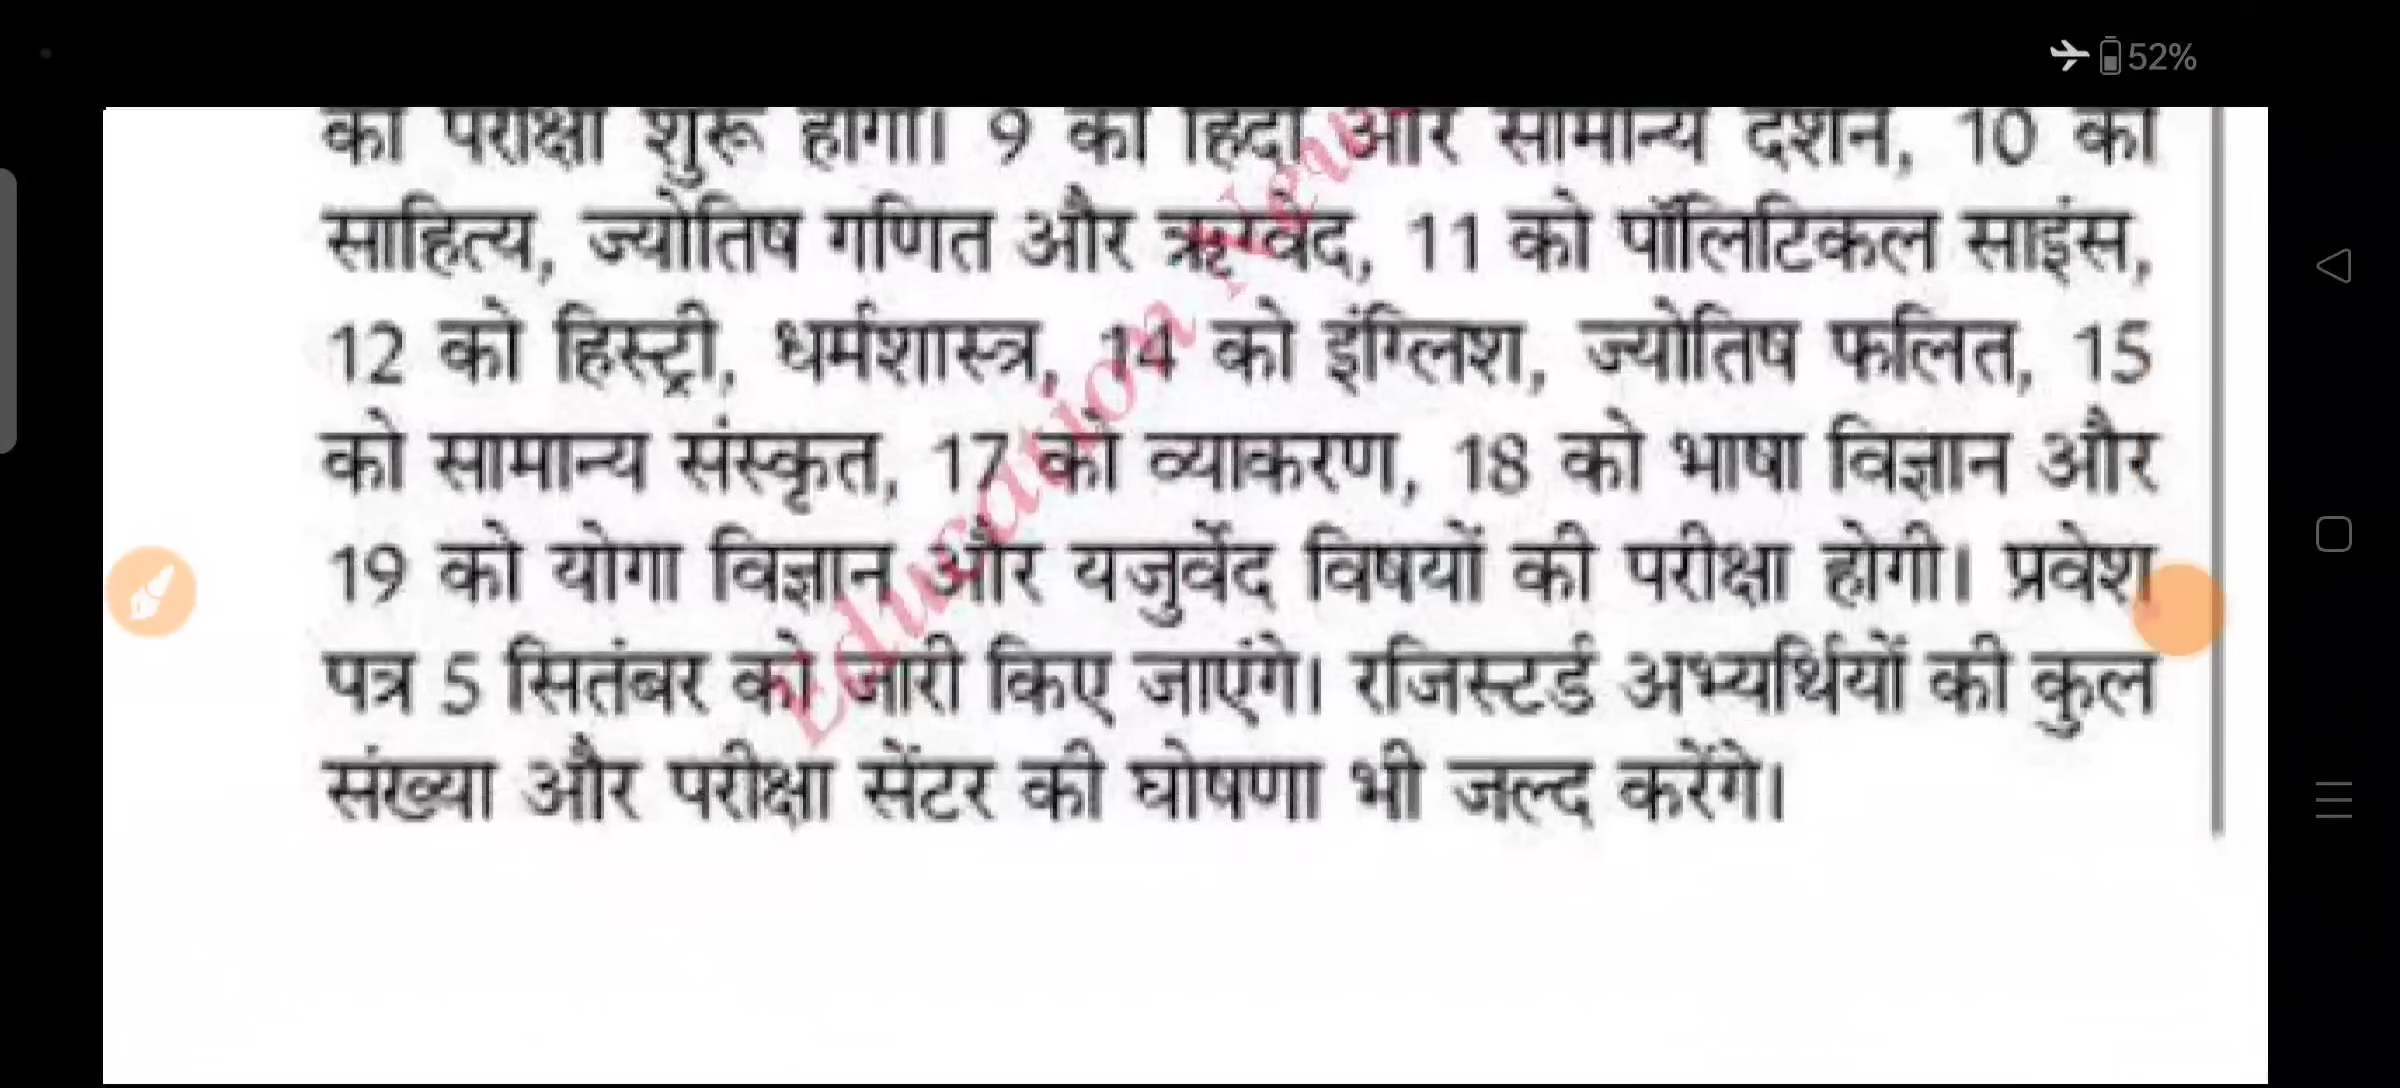 52%
की परीक्षा शुरू होगी। 9 को हिंदी और सामान्य दर्शन, 10 को
साहित्य, ज्योतिष गणित और ऋग्वेद, 11 को पॉलिटिकल साइंस,
12 को हिस्ट्री, धर्मशास्त्र, 14 को इंग्लिश, ज्योतिष फलित, 15
को सामान्य संस्कृत, 17 को व्याकरण, 18 को भाषा विज्ञान और
19 को योगा विज्ञान और यजुर्वेद विषयों की परीक्षा होगी। प्रवेश
पत्र 5 सितंबर को जारी किए जाएंगे। रजिस्टर्ड अभ्यर्थियों की कुल
संख्या और परीक्षा सेंटर की घोषणा भी जल्द करेंगे।
Education